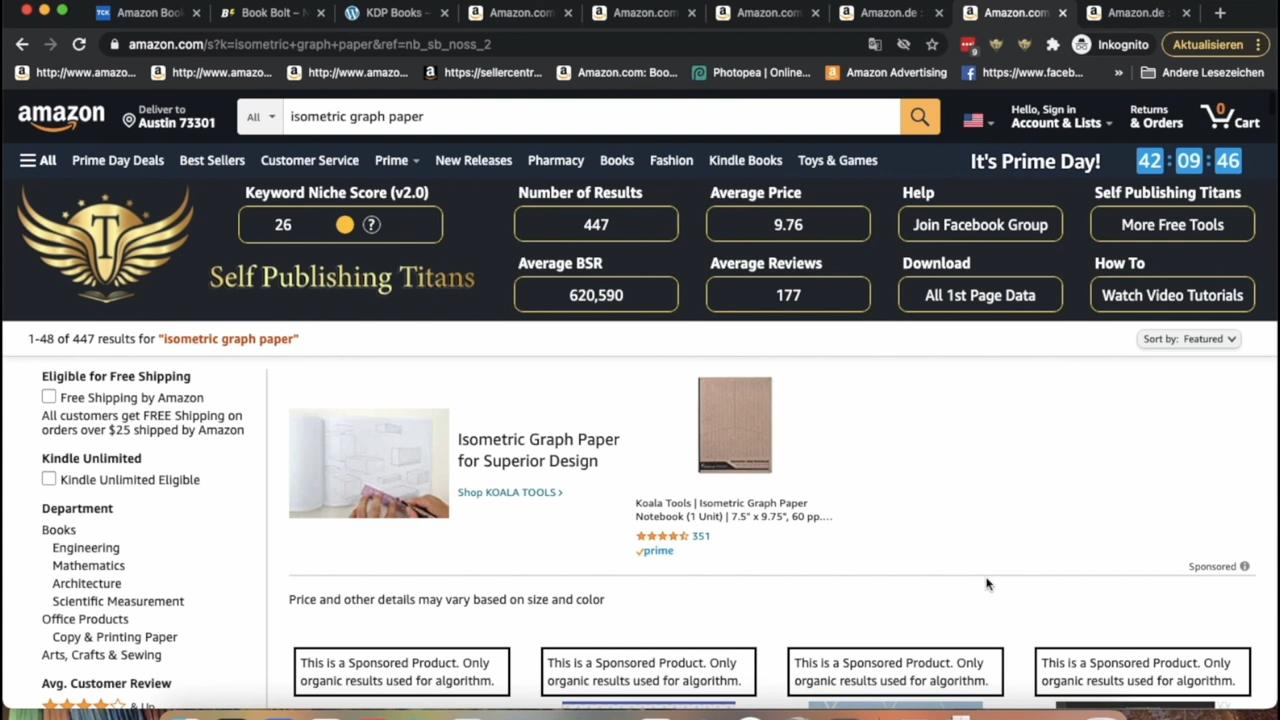 Amazon Boo
Book Bolt – N
KDP Books –
Amazon.com
Amazon.com
Amazon.com
Amazon.de :
Amazon.com
Amazon.de :
amazon.com/s?k=isometric+graph+paper&ref=nb_sb_noss_2
9
Inkognito
Aktualisieren
http://www.amazo...
http://www.amazo...
http://www.amazo...
https://sellercentr...
Amazon.com: Boo...
Photopea | Online...
Amazon Advertising
https://www.faceb...
»
Andere Lesezeichen
amazon
Deliver to
Austin 73301
All
isometric graph paper
Hello, Sign in
Account & Lists
Returns
& Orders
0
Cart
All
Prime Day Deals
Best Sellers
Customer Service
Prime
New Releases
Pharmacy
Books
Fashion
Kindle Books
Toys & Games
It's Prime Day!
42 : 09 : 46
T
Self Publishing Titans
Keyword Niche Score (v2.0)
26
?
Number of Results
447
Average Price
9.76
Help
Join Facebook Group
Self Publishing Titans
More Free Tools
Average BSR
620,590
Average Reviews
177
Download
All 1st Page Data
How To
Watch Video Tutorials
1-48 of 447 results for "isometric graph paper"
Sort by: Featured
Eligible for Free Shipping
Free Shipping by Amazon
All customers get FREE Shipping on
orders over $25 shipped by Amazon
Kindle Unlimited
Kindle Unlimited Eligible
Department
Books
Engineering
Mathematics
Architecture
Scientific Measurement
Office Products
Copy & Printing Paper
Arts, Crafts & Sewing
Avg. Customer Review
& Up
Isometric Graph Paper
for Superior Design
Shop KOALA TOOLS ›
Koala Tools | Isometric Graph Paper
Notebook (1 Unit) | 7.5" x 9.75", 60 pp....
351
prime
Sponsored
Price and other details may vary based on size and color
This is a Sponsored Product. Only
organic results used for algorithm.
This is a Sponsored Product. Only
organic results used for algorithm.
This is a Sponsored Product. Only
organic results used for algorithm.
This is a Sponsored Product. Only
organic results used for algorithm.